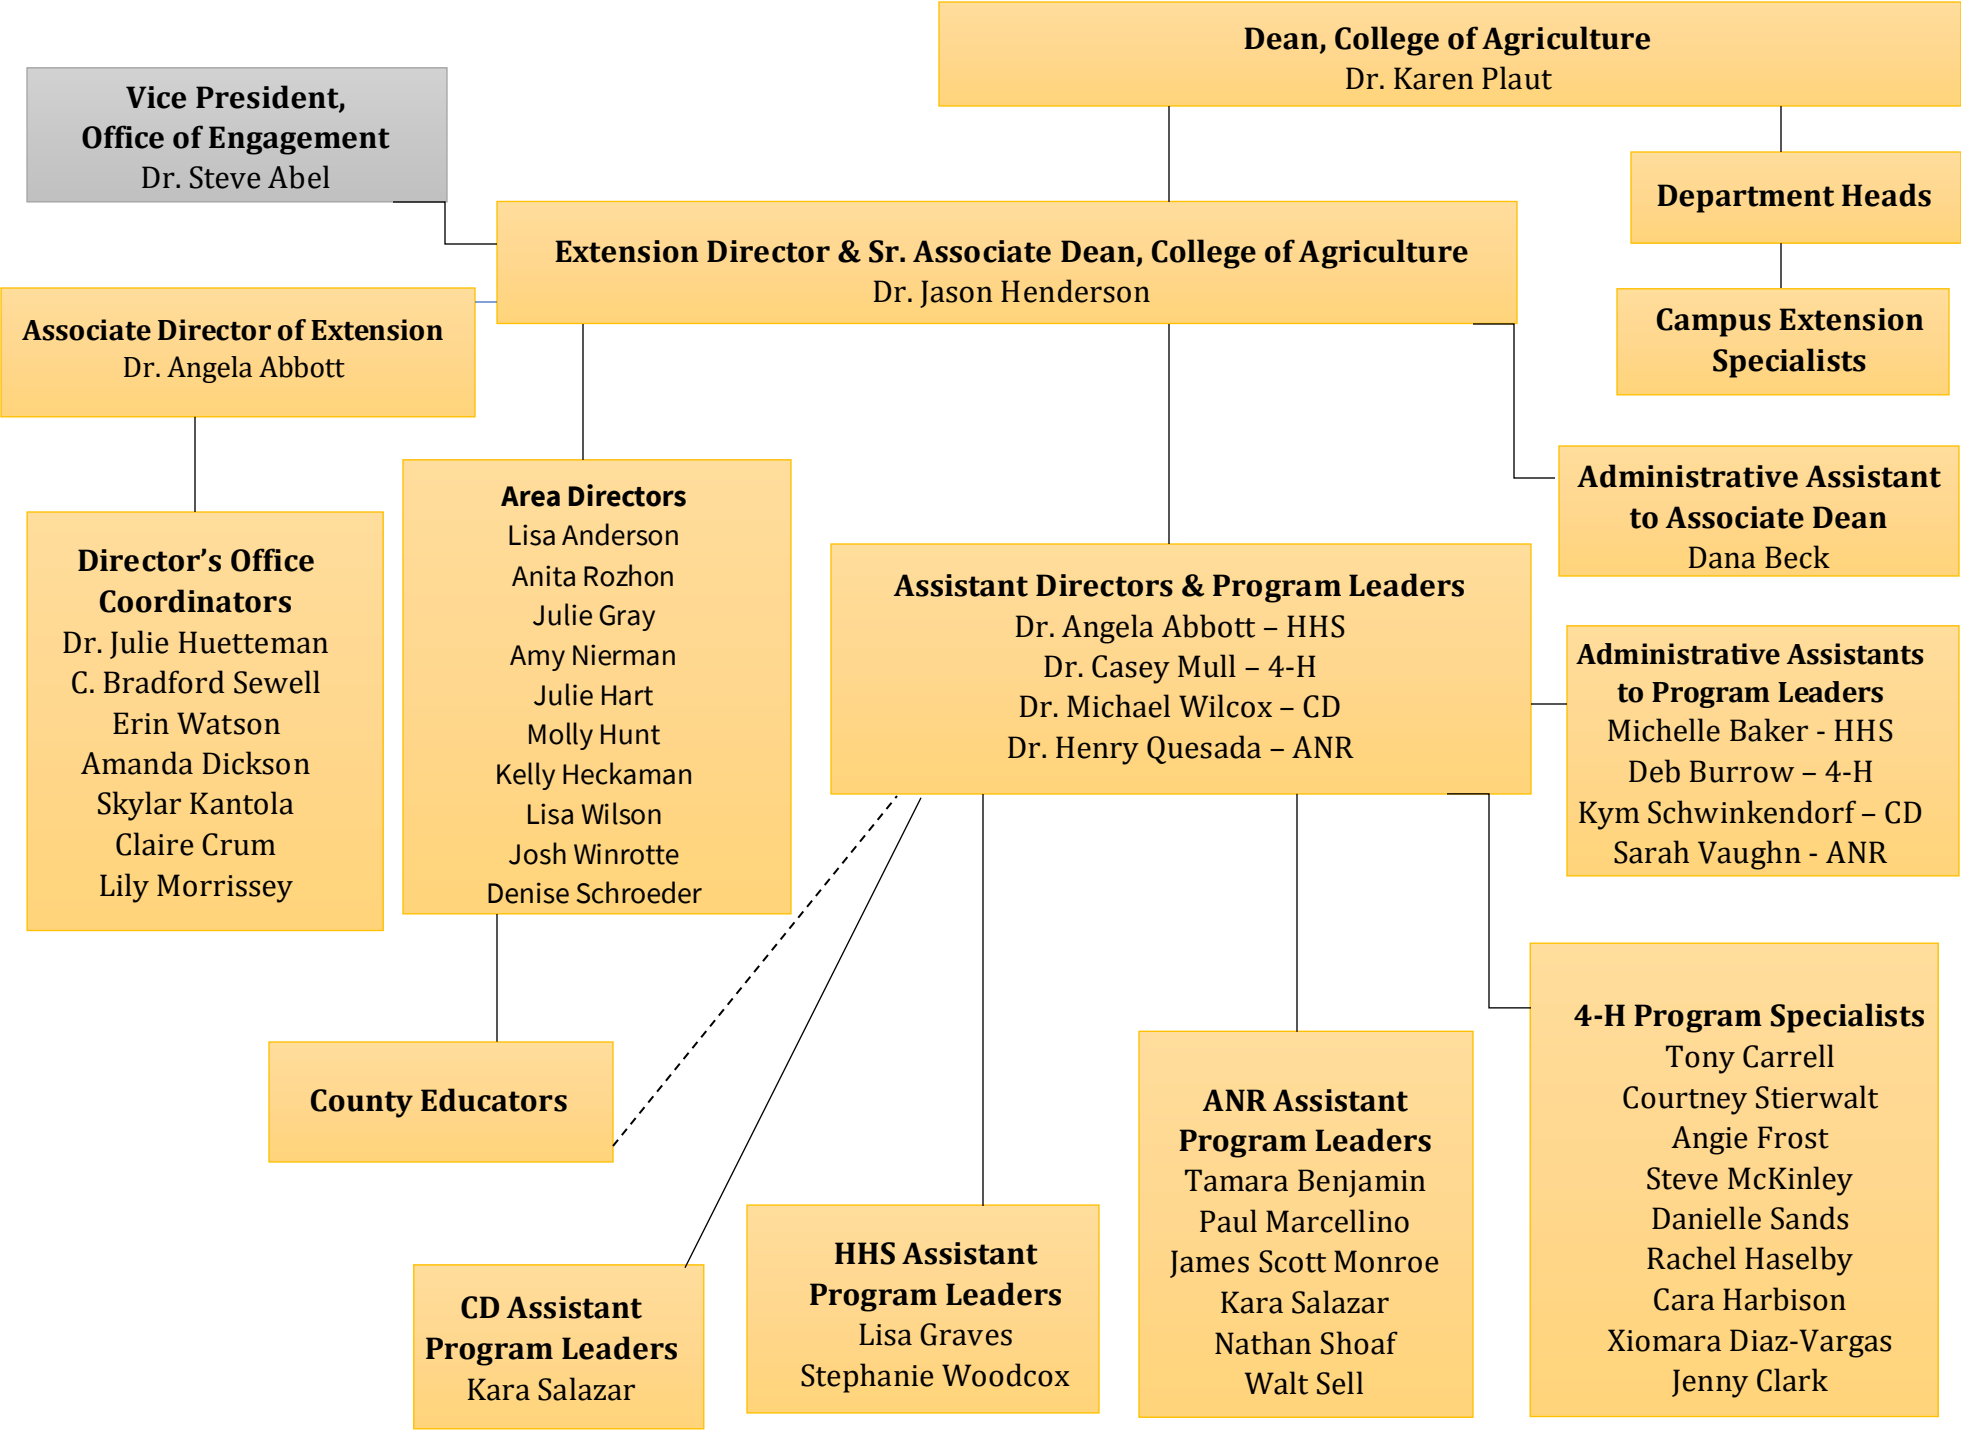 Dean, College of Agriculture
Dr. Karen Plaut
Vice President,
Office of Engagement
Dr. Steve Abel
Department Heads
Extension Director & Sr. Associate Dean, College of Agriculture
Dr. Jason Henderson
Associate Director of Extension
Dr. Angela Abbott
Campus Extension
Specialists
Administrative Assistant
to Associate Dean
Dana Beck
Director’s Office
Coordinators
Dr. Julie Huetteman
C. Bradford Sewell
Erin Watson
Amanda Dickson
Skylar Kantola
Claire Crum
Lily Morrissey
Area Directors
Lisa Anderson
Anita Rozhon
Julie Gray
Amy Nierman
Julie Hart
Molly Hunt
Kelly Heckaman
Lisa Wilson
Josh Winrotte
Denise Schroeder
Assistant Directors & Program Leaders
Dr. Angela Abbott – HHS
Dr. Casey Mull – 4-H
Dr. Michael Wilcox – CD
Dr. Henry Quesada – ANR
Administrative Assistants
to Program Leaders
Michelle Baker - HHS
Deb Burrow – 4-H
Kym Schwinkendorf – CD
Sarah Vaughn - ANR
County Educators
CD Assistant
Program Leaders
Kara Salazar
HHS Assistant
Program Leaders
Lisa Graves
Stephanie Woodcox
ANR Assistant
Program Leaders
Tamara Benjamin
Paul Marcellino
James Scott Monroe
Kara Salazar
Nathan Shoaf
Walt Sell
4-H Program Specialists
Tony Carrell
Courtney Stierwalt
Angie Frost
Steve McKinley
Danielle Sands
Rachel Haselby
Cara Harbison
Xiomara Diaz-Vargas
Jenny Clark